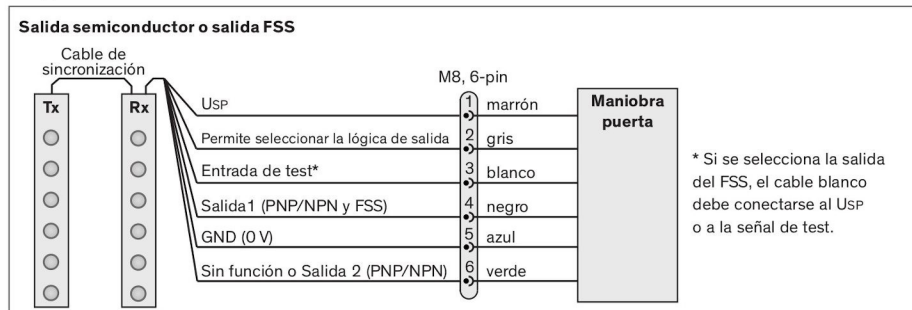 Salida semiconductor o salida FSS
Cable de
sincronización
M8, 6-pin
Tx
Rx
USP
1
marrón
Maniobra
puerta
Permite seleccionar la lógica de salida
2
gris
Entrada de test*
3
blanco
Salida1 (PNP/NPN y FSS)
4
negro
GND (0 V)
5
azul
Sin función o Salida 2 (PNP/NPN)
6
verde
* Si se selecciona la salida
del FSS, el cable blanco
debe conectarse al USP
o a la señal de test.